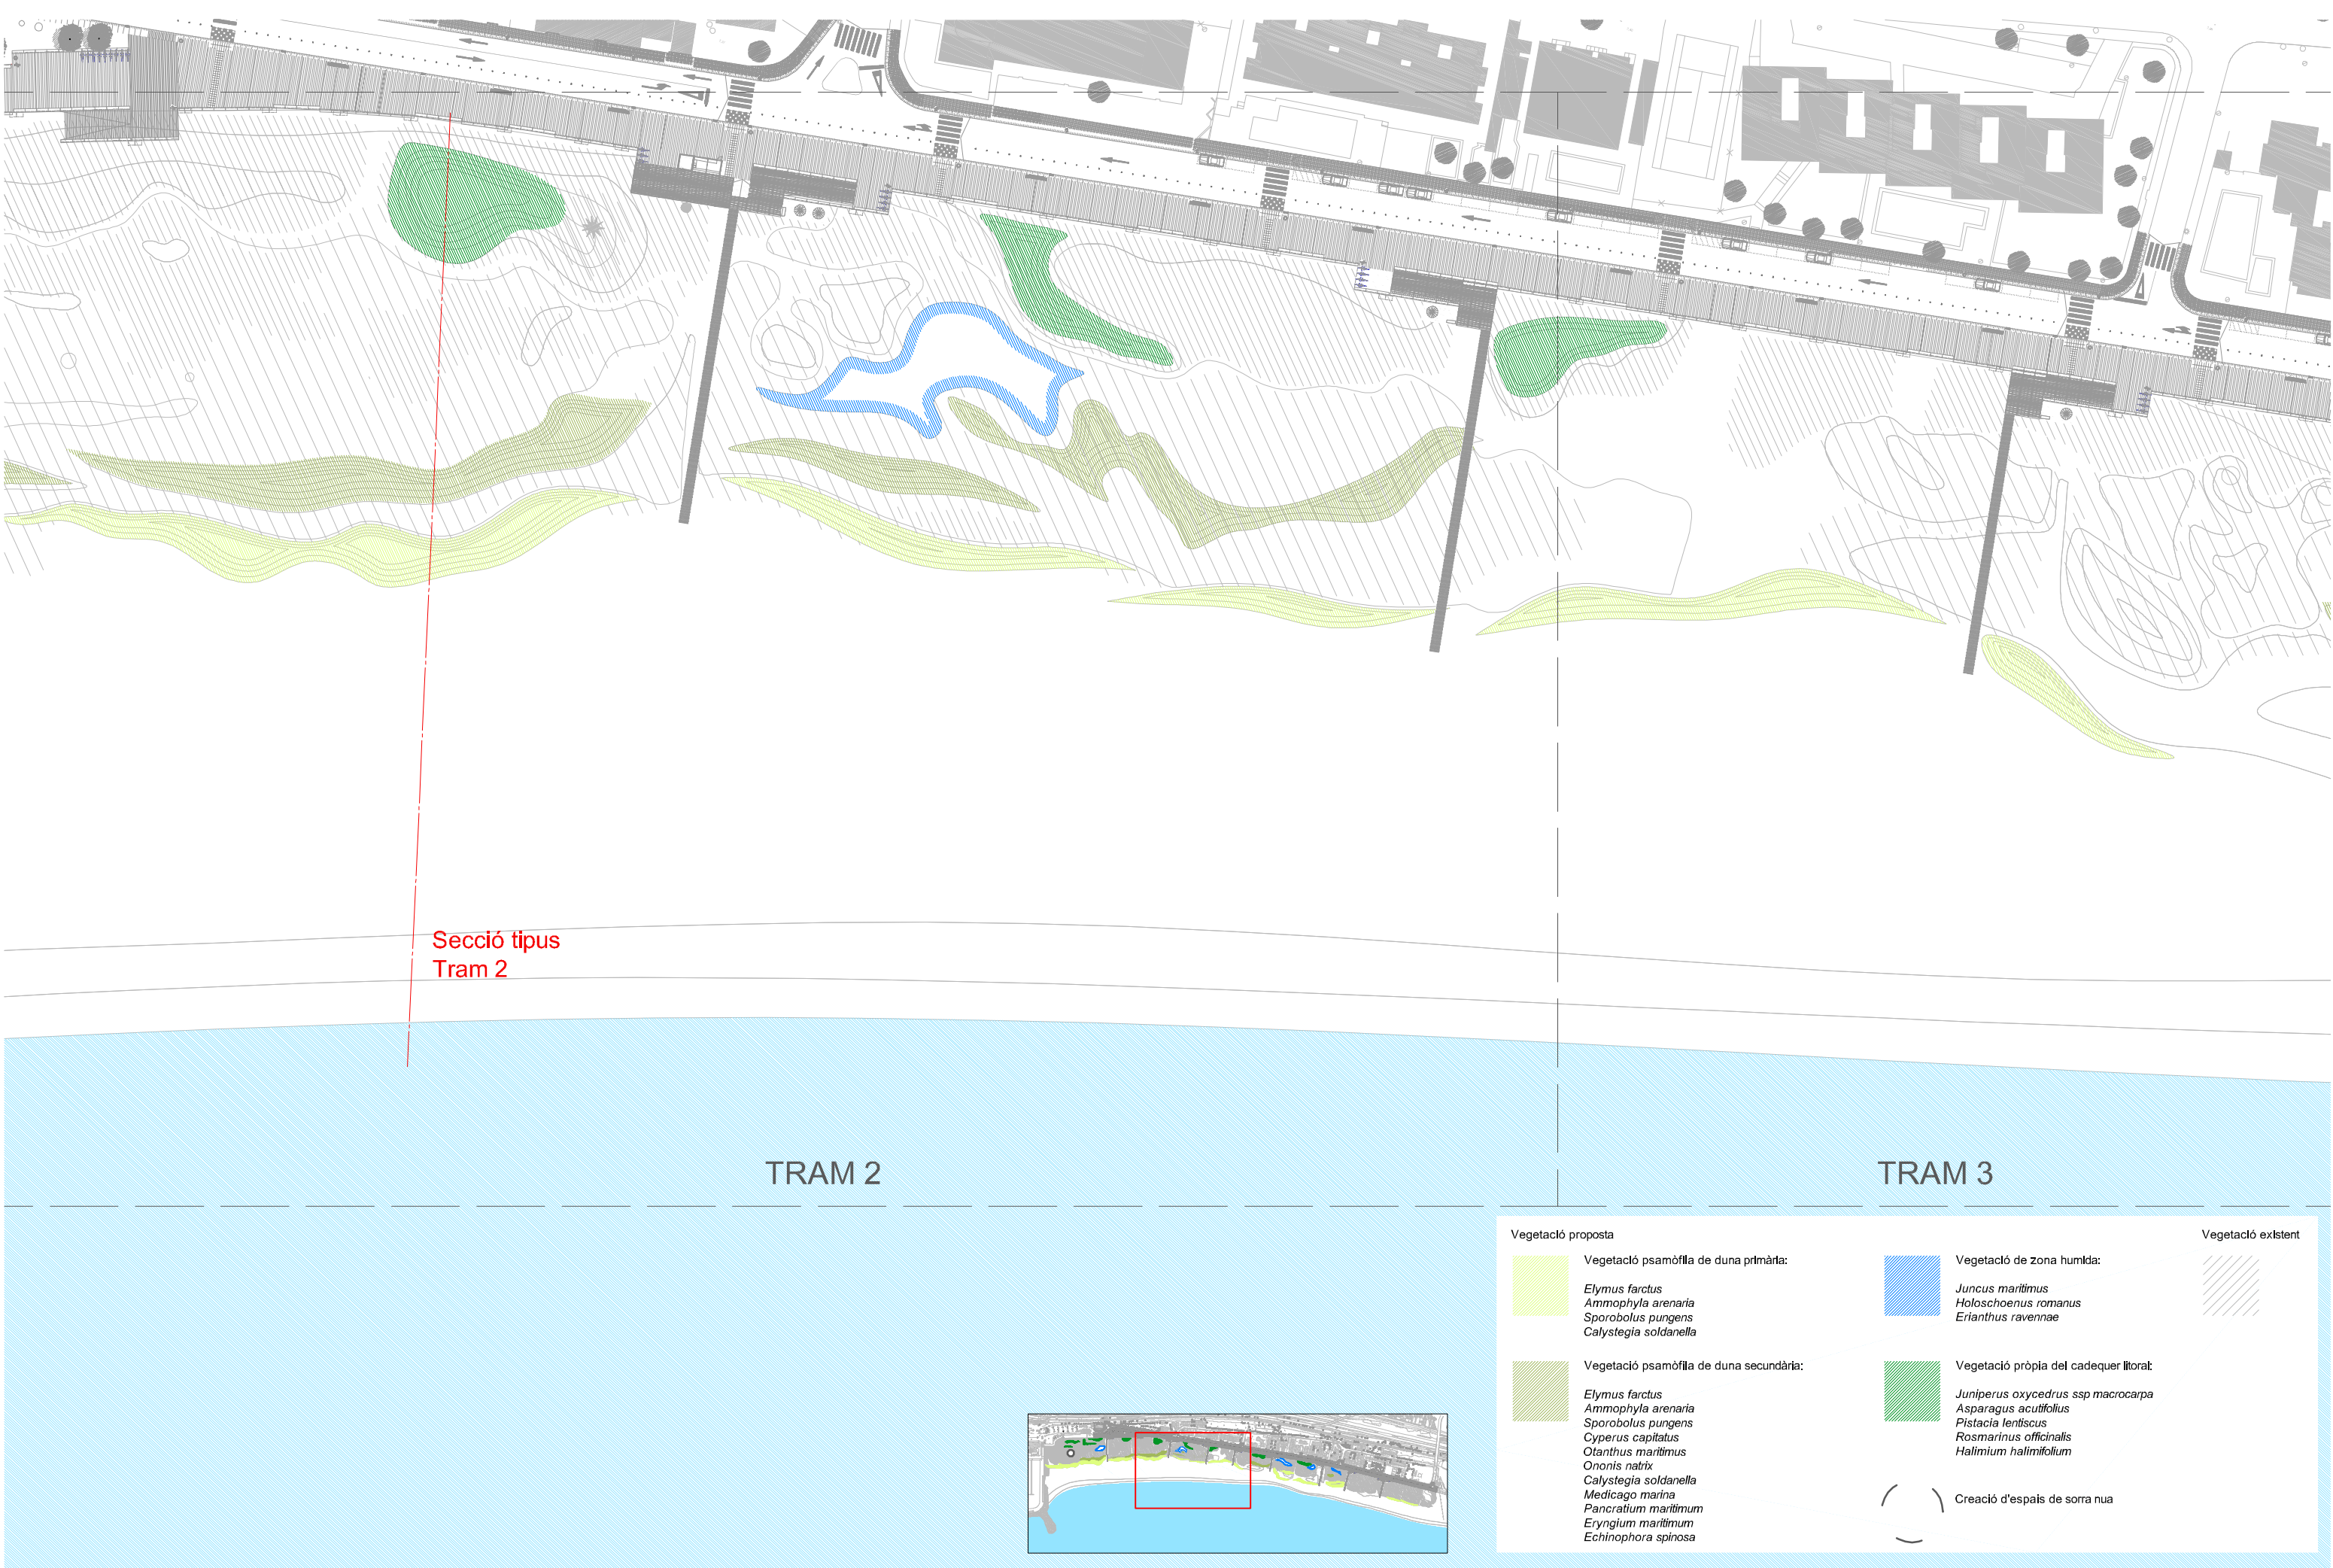 Secció tipus
Tram 2
TRAM 2
TRAM 3
Vegetació proposta
Vegetació existent
Vegetació psamòfila de duna primària:
Elymus farctus
Ammophyla arenaria
Sporobolus pungens
Calystegia soldanella
Vegetació de zona humida:
Juncus maritimus
Holoschoenus romanus
Erianthus ravennae
Vegetació psamòfila de duna secundària:
Elymus farctus
Ammophyla arenaria
Sporobolus pungens
Cyperus capitatus
Otanthus maritimus
Ononis natrix
Calystegia soldanella
Medicago marina
Pancratium maritimum
Eryngium maritimum
Echinophora spinosa
Vegetació pròpia del cadequer litoral:
Juniperus oxycedrus ssp macrocarpa
Asparagus acutifolius
Pistacia lentiscus
Rosmarinus officinalis
Halimium halimifolium
Creació d'espais de sorra nua